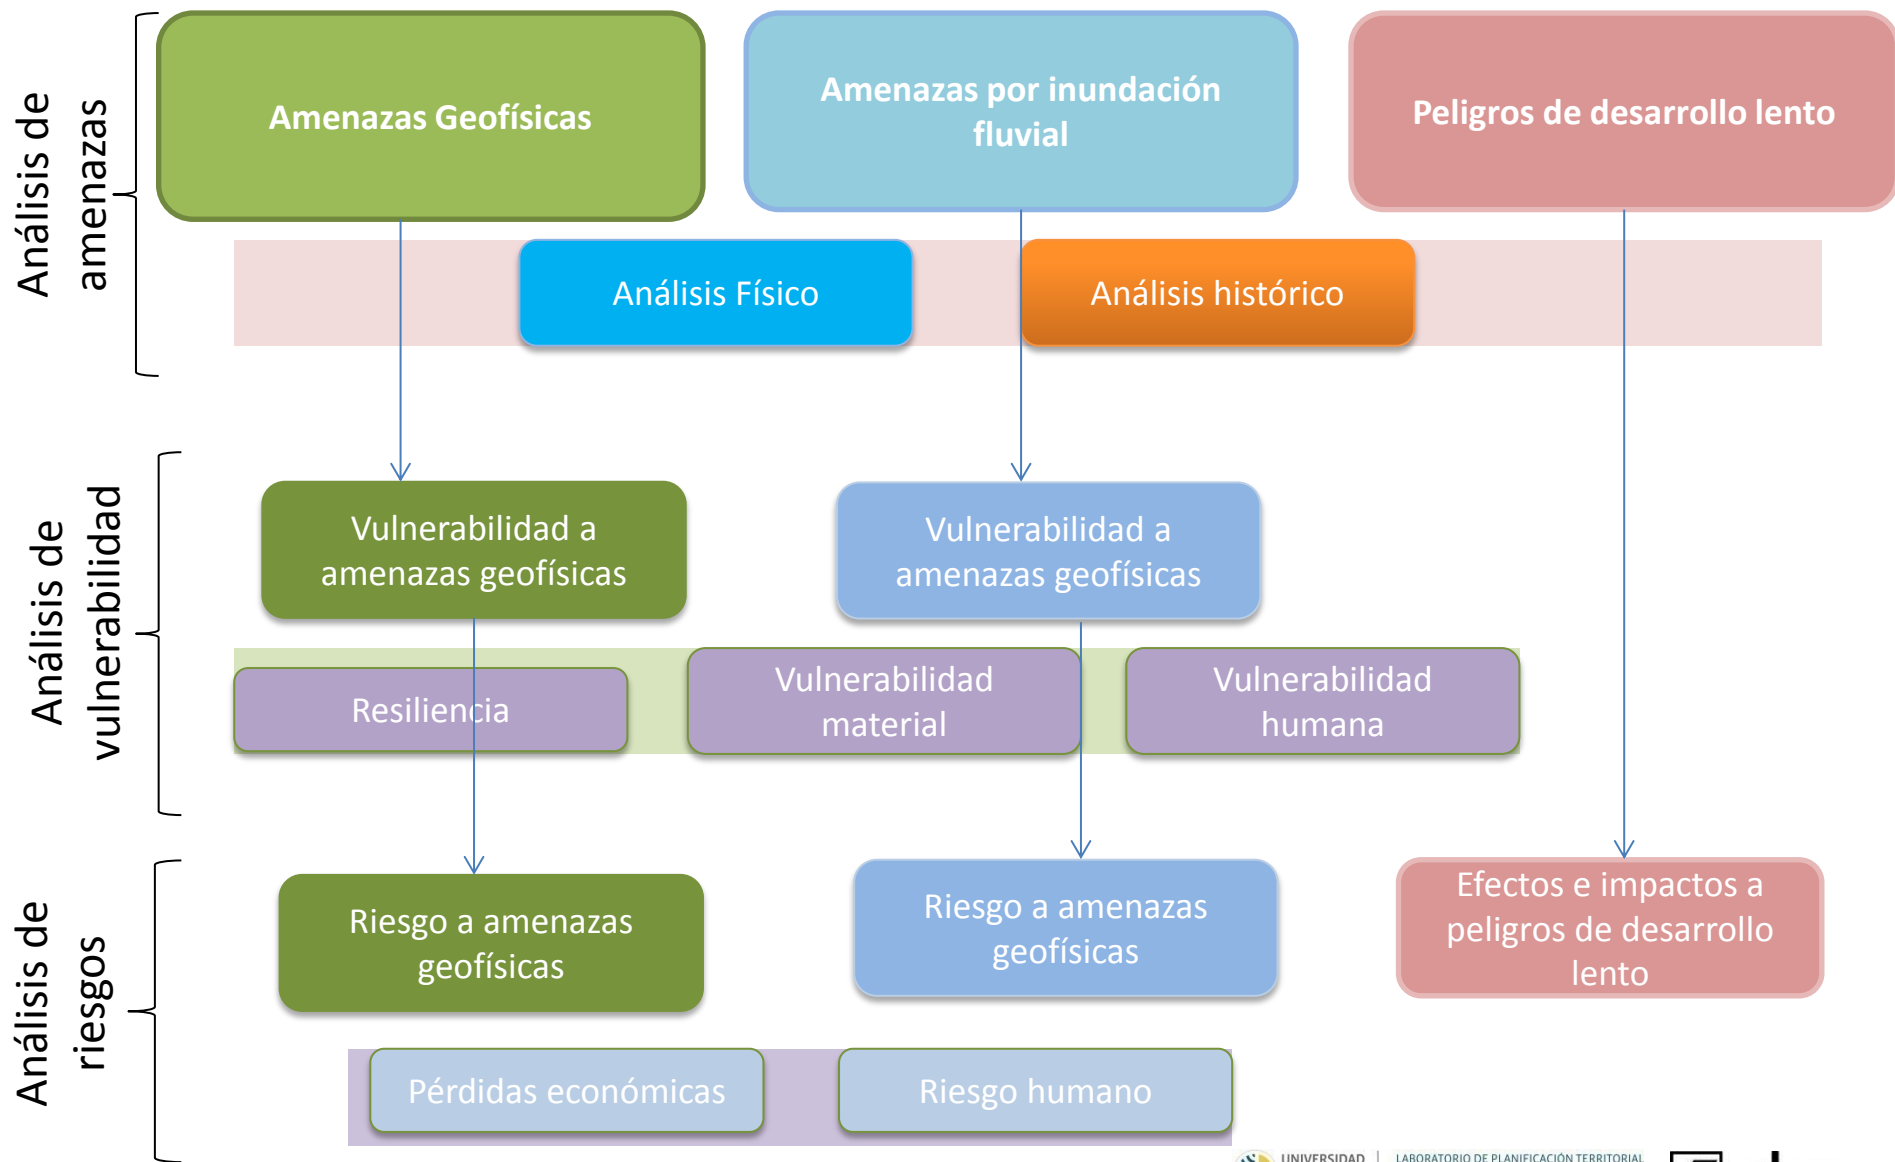 Análisis de
amenazas
Amenazas Geofísicas
Amenazas por inundación
fluvial
Peligros de desarrollo lento
Análisis Físico
Análisis histórico
Análisis de
vulnerabilidad
Vulnerabilidad a
amenazas geofísicas
Vulnerabilidad a
amenazas geofísicas
Resiliencia
Vulnerabilidad
material
Vulnerabilidad
humana
Análisis de
riesgos
Riesgo a amenazas
geofísicas
Riesgo a amenazas
geofísicas
Efectos e impactos a
peligros de desarrollo
lento
Pérdidas económicas
Riesgo humano
UNIVERSIDAD
LABORATORIO DE PLANIFICACIÓN TERRITORIAL